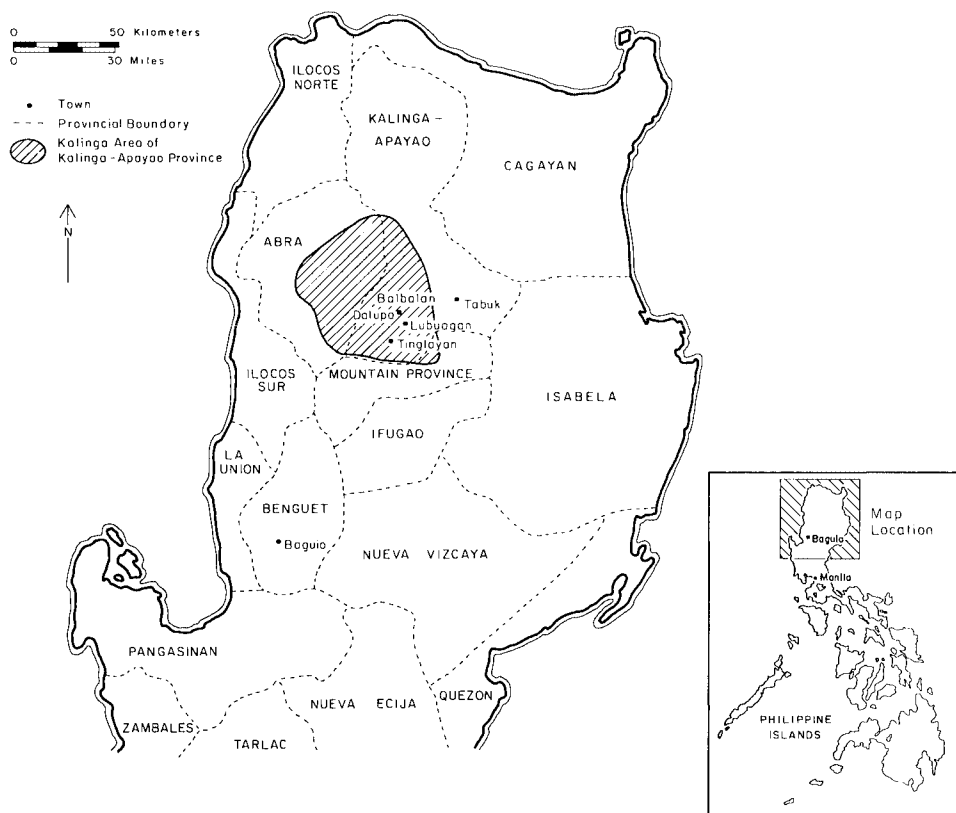 0 50 Kilometers
0 30 Miles
Town
Provincial Boundary
Kalinga Area of
Kalinga-Apayao Province
N
ILOCOS
NORTE
KALINGA-
APAYAO
CAGAYAN
ABRA
Balbalan
Dalupa
Lubuagan
Tinglayan
Tabuk
MOUNTAIN PROVINCE
ILOCOS
SUR
ISABELA
IFUGAO
LA
UNION
BENGUET
Baguio
NUEVA VIZCAYA
PANGASINAN
ZAMBALES
TARLAC
NUEVA ECIJA
QUEZON
Map
Location
Baguio
Manila
PHILIPPINE
ISLANDS